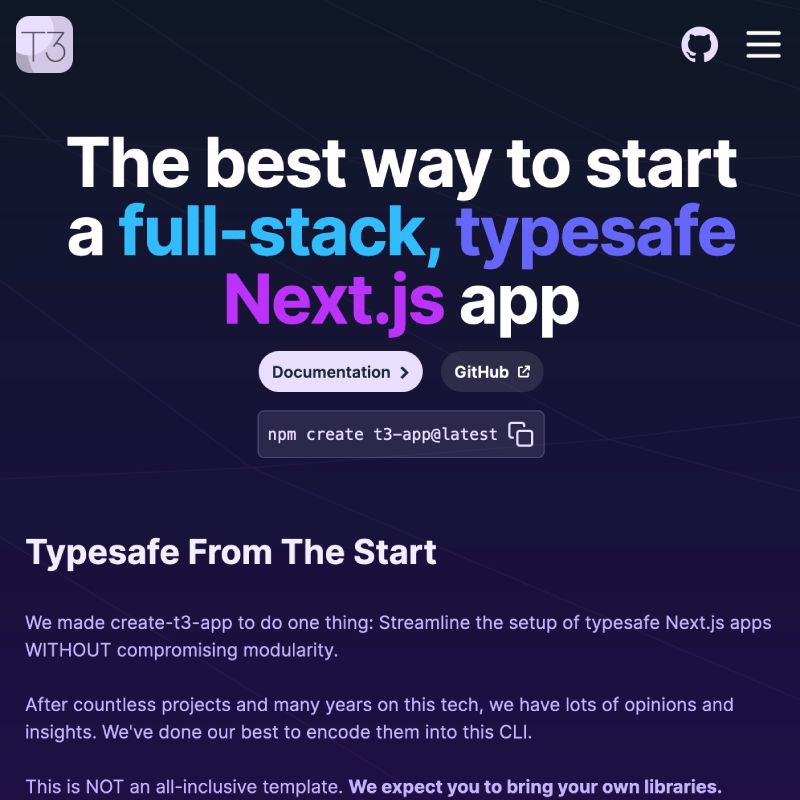 T3
The best way to start
a full-stack, typesafe
Next.js app
Documentation
GitHub
npm create t3-app@latest
Typesafe From The Start
We made create-t3-app to do one thing: Streamline the setup of typesafe Next.js apps
WITHOUT compromising modularity.
After countless projects and many years on this tech, we have lots of opinions and
insights. We've done our best to encode them into this CLI.
This is NOT an all-inclusive template. We expect you to bring your own libraries.